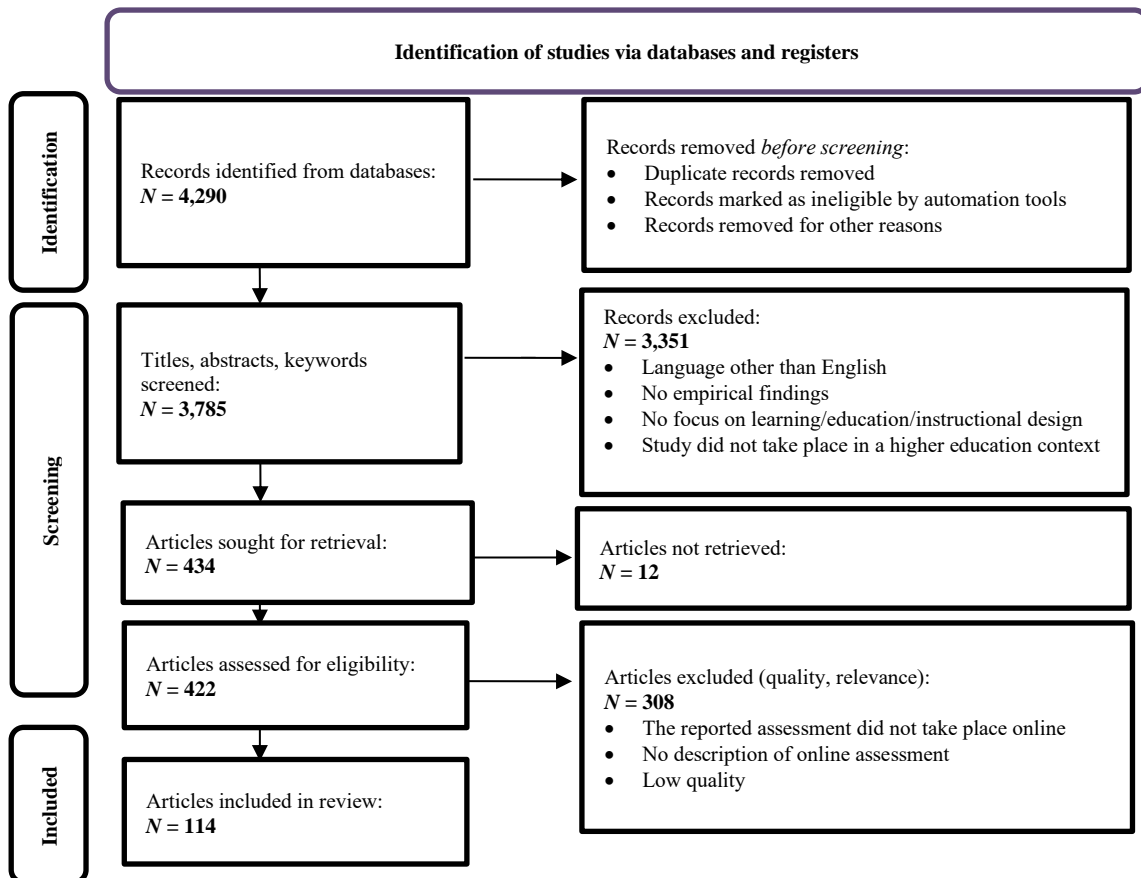 Identification of studies via databases and registers
Identification
Records identified from databases:
N = 4,290
Records removed before screening:
• Duplicate records removed
• Records marked as ineligible by automation tools
• Records removed for other reasons
Screening
Titles, abstracts, keywords
screened:
N = 3,785
Records excluded:
N = 3,351
• Language other than English
• No empirical findings
• No focus on learning/education/instructional design
• Study did not take place in a higher education context
Articles sought for retrieval:
N = 434
Articles not retrieved:
N = 12
Articles assessed for eligibility:
N = 422
Articles excluded (quality, relevance):
N = 308
• The reported assessment did not take place online
• No description of online assessment
• Low quality
Included
Articles included in review:
N = 114